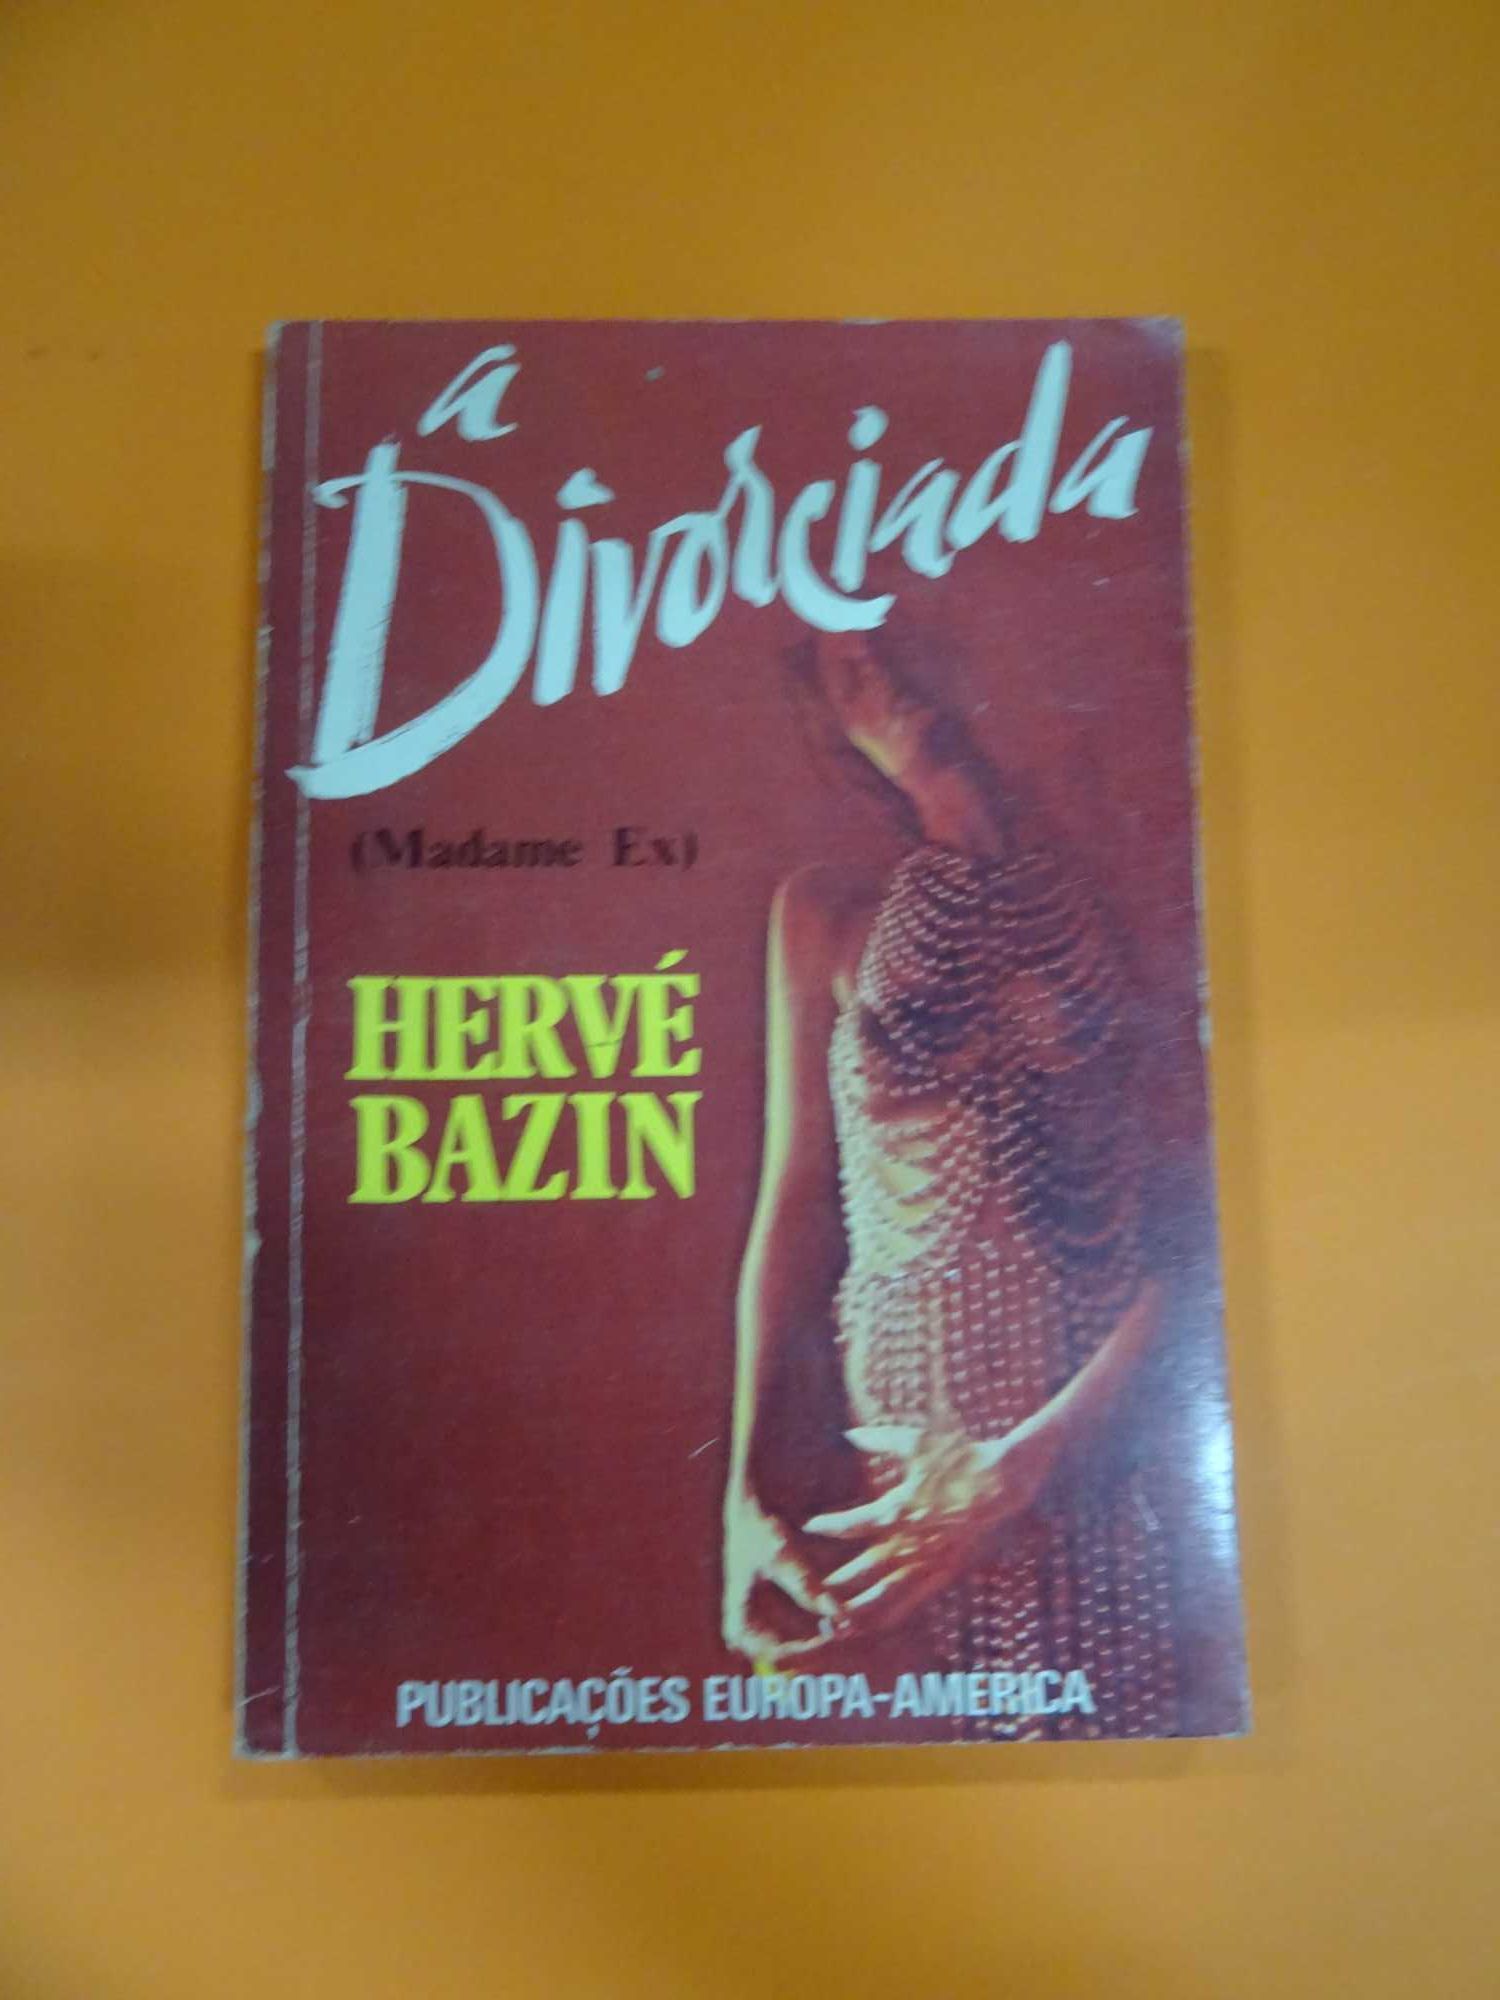 a
Divorciada
(Madame Ex)
HERVÉ
BAZIN
PUBLICAÇÕES EUROPA-AMÉRICA